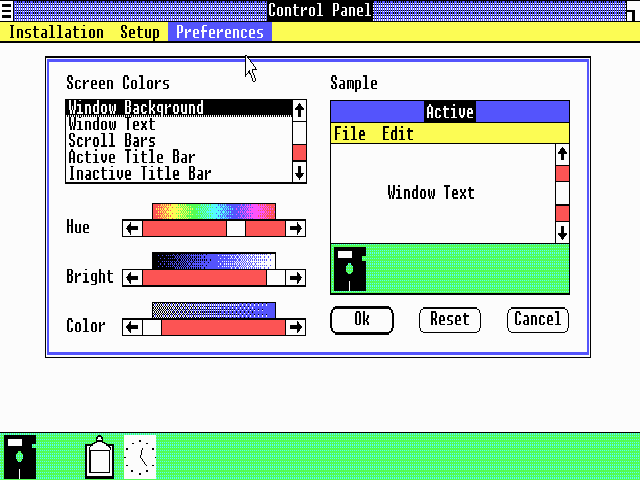 Control Panel
Installation Setup Preferences
Screen Colors
Window Background
Window Text
Scroll Bars
Active Title Bar
Inactive Title Bar
Hue
Bright
Color
Sample
Active
File Edit
Window Text
Ok Reset Cancel